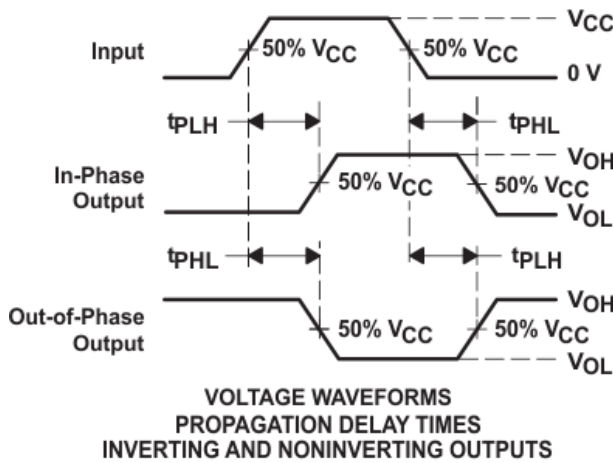 VCC
Input
50% VCC
50% VCC
0 V
tPLH
tPHL
VOH
In-Phase
Output
50% VCC
50% VCC
VOL
tPHL
tPLH
VOH
Out-of-Phase
Output
50% VCC
50% VCC
VOL
VOLTAGE WAVEFORMS
PROPAGATION DELAY TIMES
INVERTING AND NONINVERTING OUTPUTS